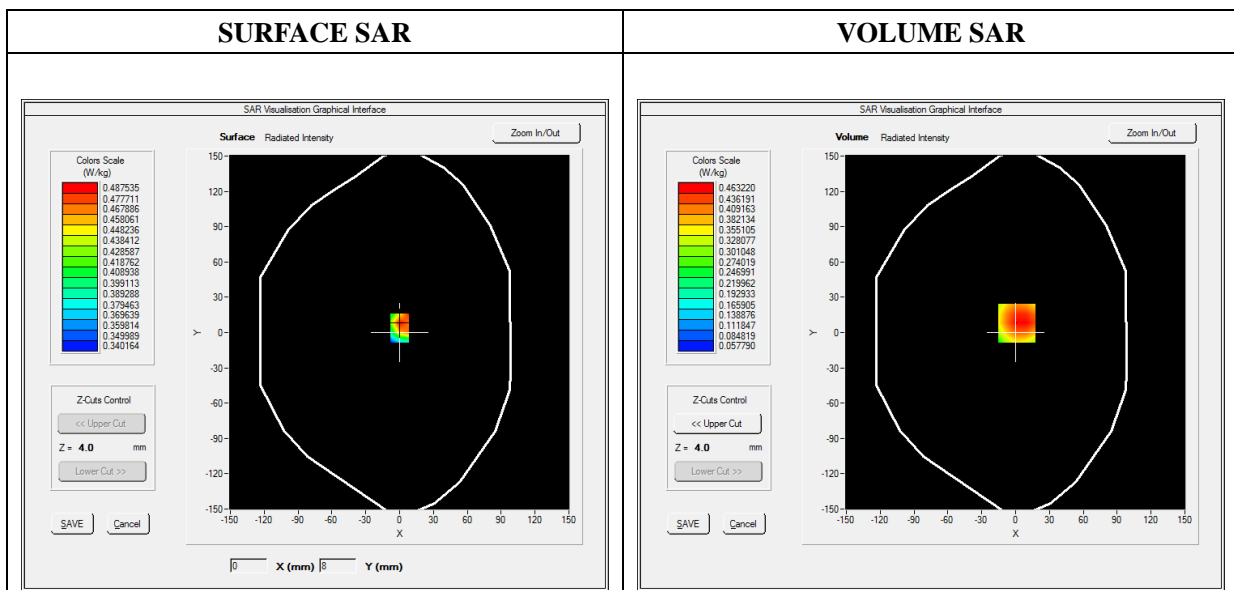 SURFACE SAR
VOLUME SAR
SAR Visualisation Graphical Interface
Surface Radiated Intensity
Zoom In/Out
Colors Scale
(W/kg)
0.487535
0.477711
0.467886
0.458061
0.448236
0.438412
0.428587
0.418762
0.408938
0.399113
0.389288
0.379463
0.369639
0.359814
0.349989
0.340164
Z-Cuts Control
<< Upper Cut
Z = 4.0 mm
Lower Cut >>
SAVE Cancel
150
120
90
60
30
0
-30
-60
-90
-120
-150
Y
-150 -120 -90 -60 -30 0 30 60 90 120 150
X
0 X (mm) 8 Y (mm)
SAR Visualisation Graphical Interface
Volume Radiated Intensity
Zoom In/Out
Colors Scale
(W/kg)
0.463220
0.436191
0.409163
0.382134
0.355105
0.328077
0.301048
0.274019
0.246991
0.219962
0.192933
0.165905
0.138876
0.111847
0.084819
0.057790
Z-Cuts Control
<< Upper Cut
Z = 4.0 mm
Lower Cut >>
SAVE Cancel
150
120
90
60
30
0
-30
-60
-90
-120
-150
Y
-150 -120 -90 -60 -30 0 30 60 90 120 150
X